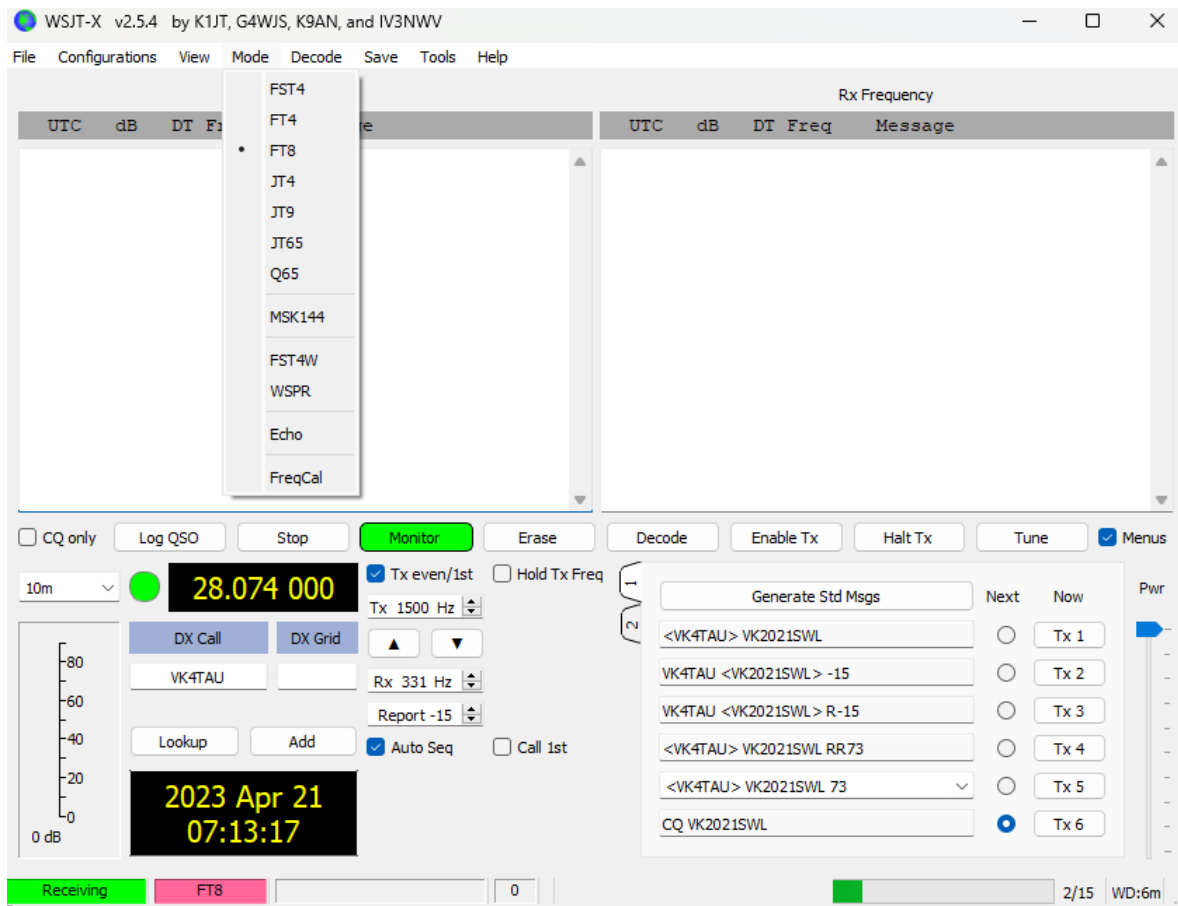 WSJT-X v2.5.4 by K1JT, G4WJS, K9AN, and IV3NWV
File Configurations View Mode Decode Save Tools Help
FST4
FT4
FT8
JT4
JT9
JT65
Q65
MSK144
FST4W
WSPR
Echo
FreqCal
UTC dB DT
Rx Frequency
UTC dB DT Freq Message
CQ only Log QSO Stop Monitor Erase Decode Enable Tx Halt Tx Tune Menus
10m 28.074 000 Tx even/1st Hold Tx Freq
Tx 1500 Hz
DX Call DX Grid ▲ ▼
VK4TAU Rx 331 Hz
Report -15
Lookup Add Auto Seq Call 1st
-80
-60
-40
-20
0
0 dB
2023 Apr 21
07:13:17
1
2
Generate Std Msgs Next Now Pwr
<VK4TAU> VK2021SWL Tx 1
VK4TAU <VK2021SWL> -15 Tx 2
VK4TAU <VK2021SWL> R-15 Tx 3
<VK4TAU> VK2021SWL RR73 Tx 4
<VK4TAU> VK2021SWL 73 Tx 5
CQ VK2021SWL Tx 6
Receiving FT8 0 2/15 WD:6m